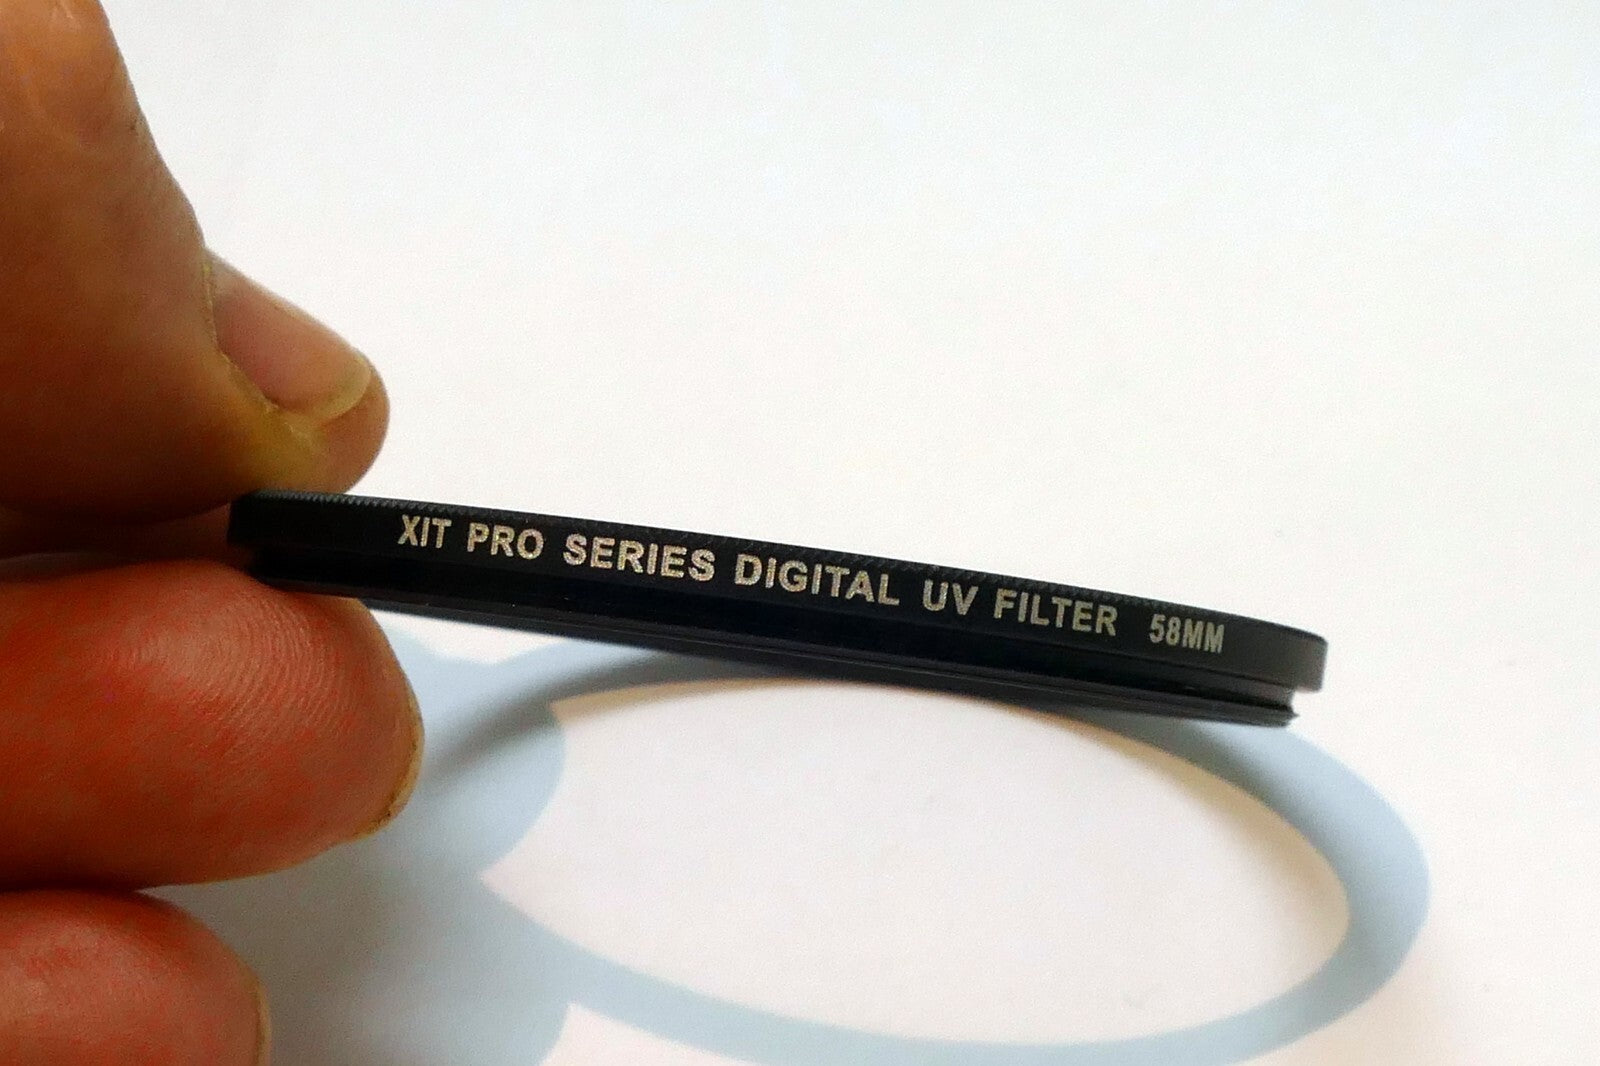 XIT PRO SERIES DIGITAL UV FILTER 58MM